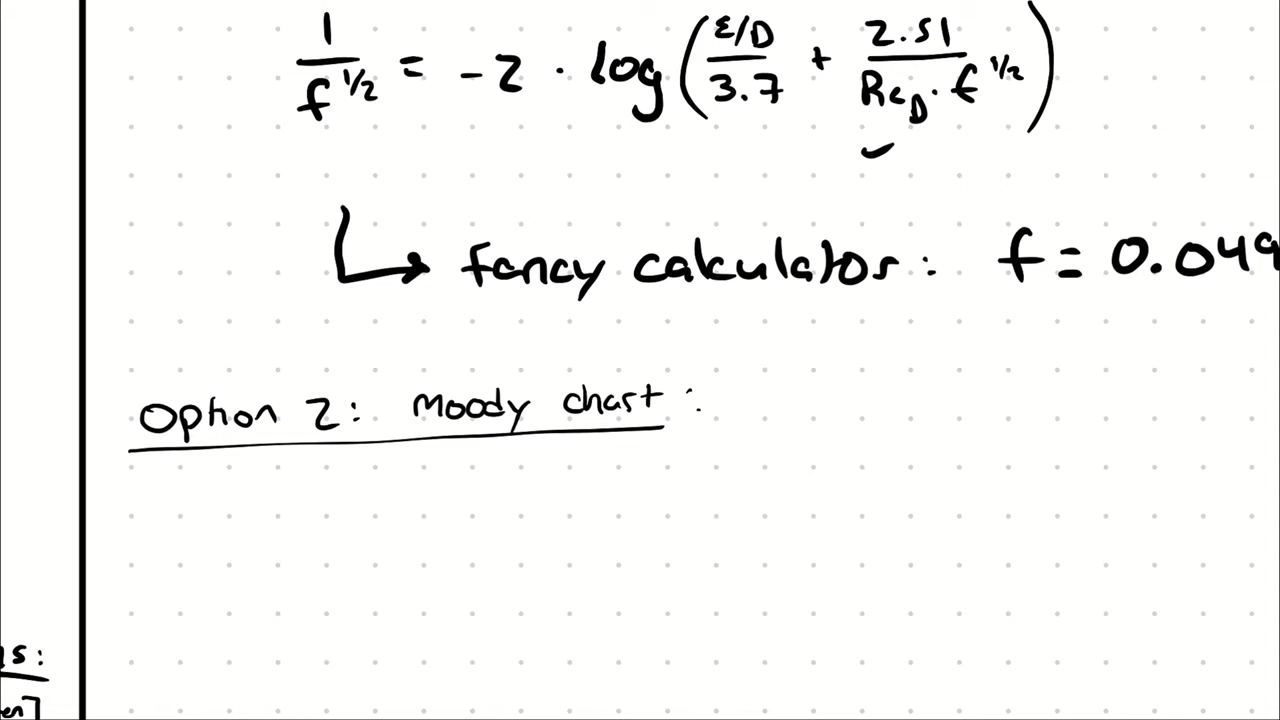 1/f^1/2 = -2 · log(ε/D/3.7 + 2.51/Re_D · f^1/2)
↳ fancy calculator: f = 0.049
Option 2: Moody chart:
s:
en]